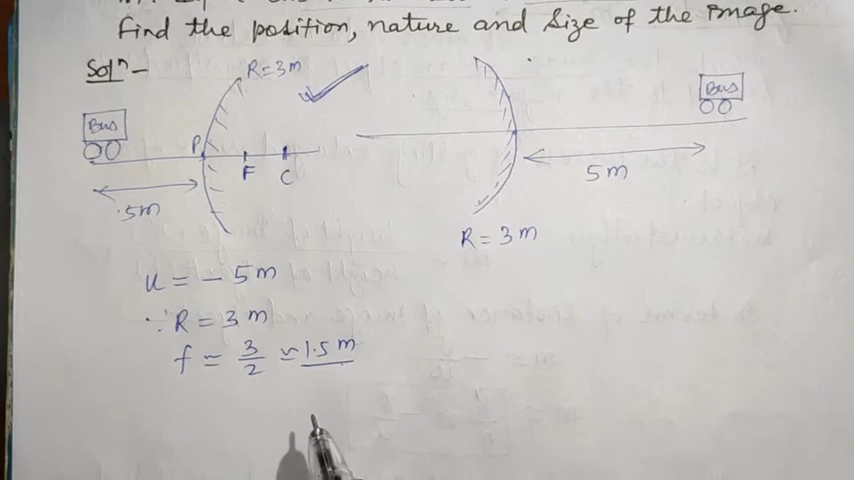 Find the position, nature and size of the image.
Solⁿ-
R=3m
Bus
P
F
C
.5m
Bus
5m
R = 3m
u = - 5m
∵ R = 3m
f = 3/2 = 1.5m